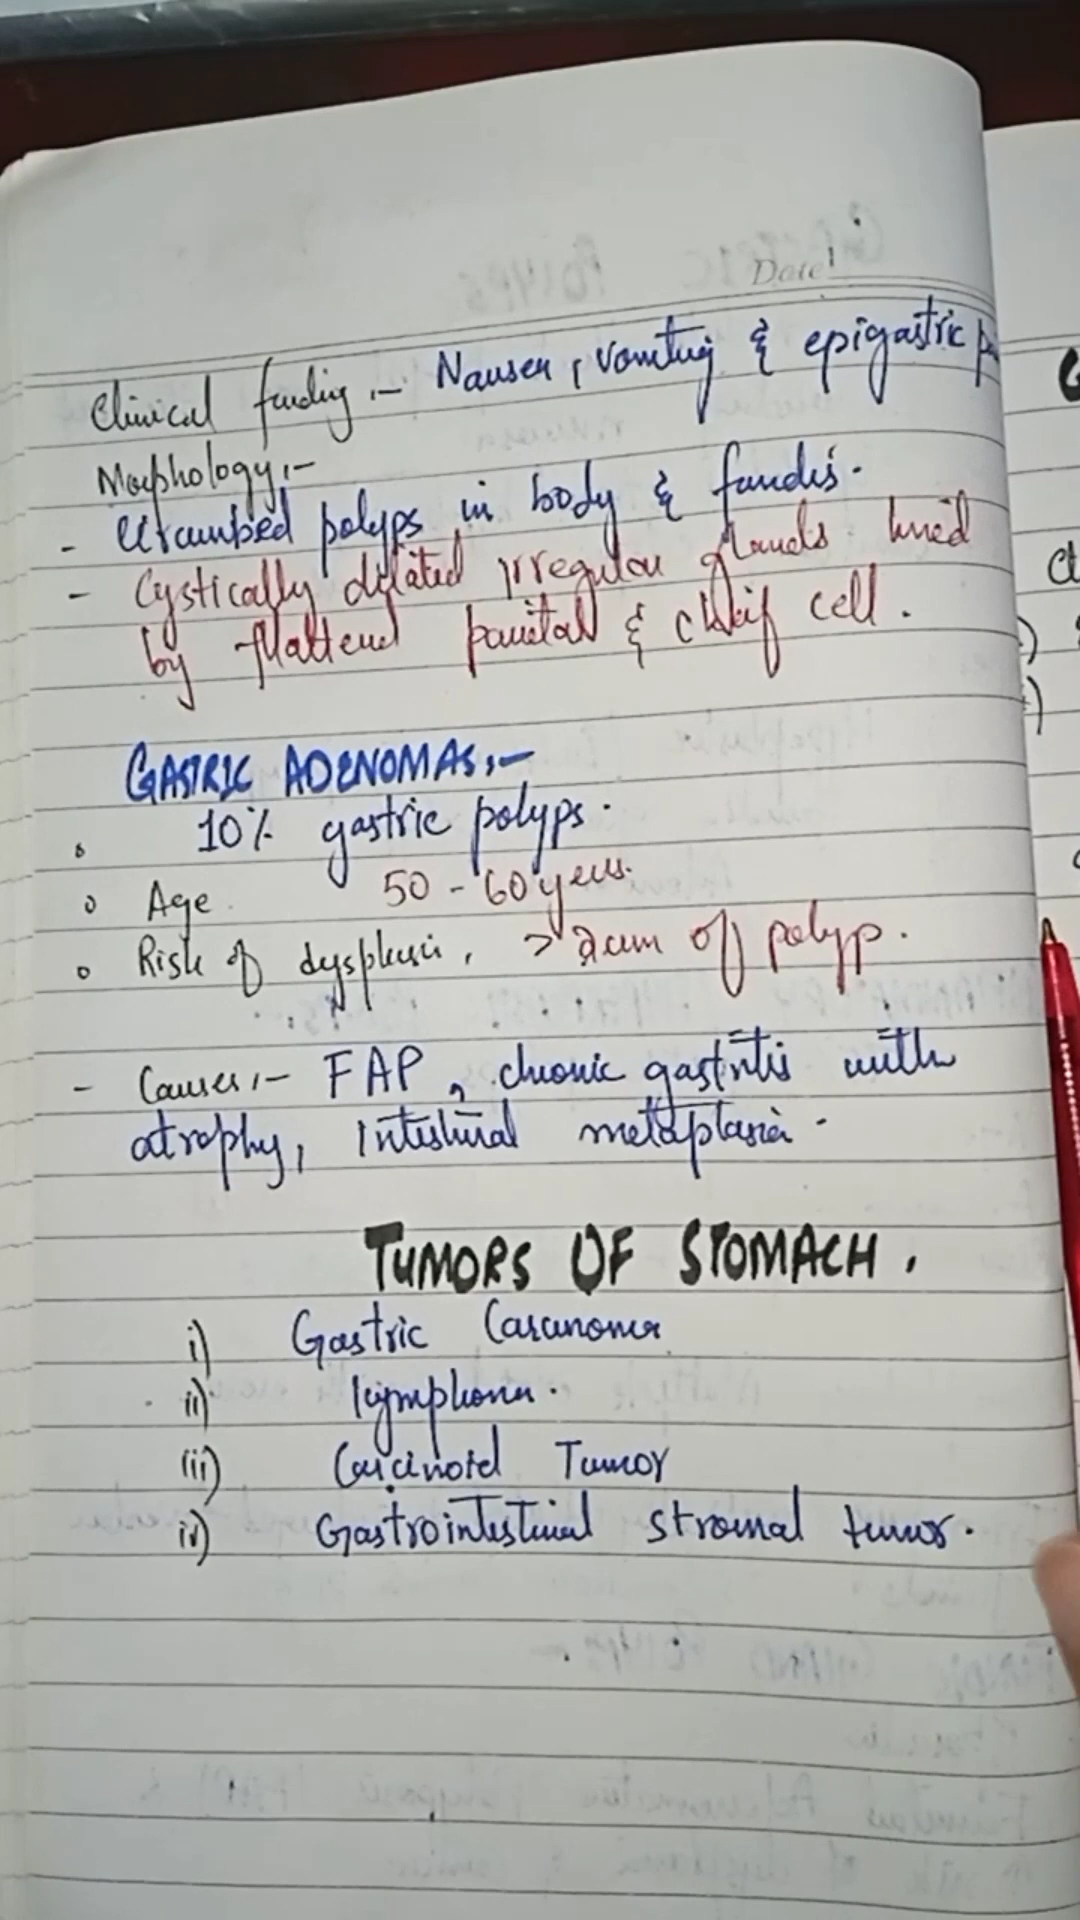 Date
Clinical finding :- Nausea, vomiting & epigastric
Morphology :-
- circumbed polyps in body & fundus.
- Cystically dilated irregular glands lined
by flattend parietal & chief cell.
GASTRIC ADENOMAS :-
10% gastric polyps.
Age 50 - 60 years.
Risk of dysplasia, > 2cm of polyp.
- Causes :- FAP, chronic gastritis with
atrophy, Intestinal metaplasia.
TUMORS OF STOMACH.
i) Gastric Carcinoma
ii) lymphoma.
iii) Carcinoid Tumor
iv) Gastrointestinal stromal tumor.